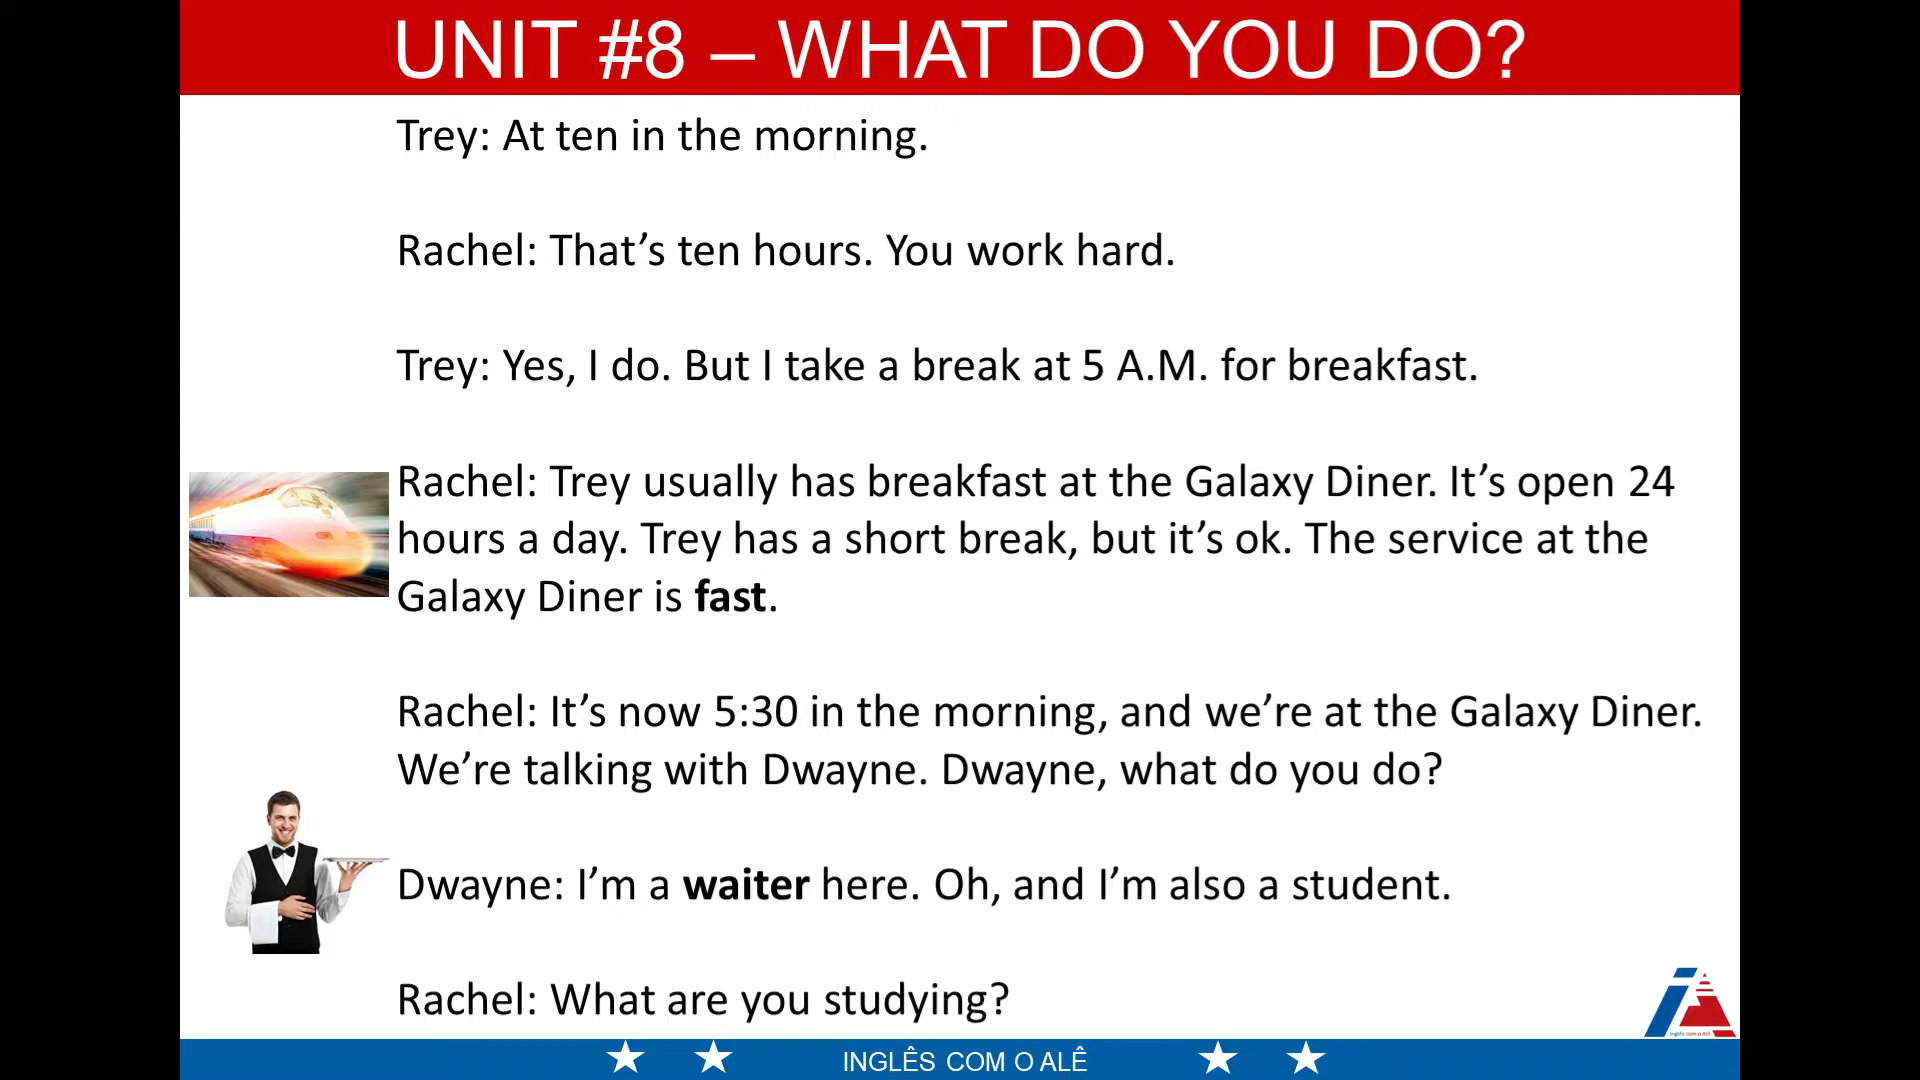 UNIT #8 – WHAT DO YOU DO?
Trey: At ten in the morning.
Rachel: That’s ten hours. You work hard.
Trey: Yes, I do. But I take a break at 5 A.M. for breakfast.
Rachel: Trey usually has breakfast at the Galaxy Diner. It’s open 24
hours a day. Trey has a short break, but it’s ok. The service at the
Galaxy Diner is fast.
Rachel: It’s now 5:30 in the morning, and we’re at the Galaxy Diner.
We’re talking with Dwayne. Dwayne, what do you do?
Dwayne: I’m a waiter here. Oh, and I’m also a student.
Rachel: What are you studying?
Inglês com o Alê
INGLÊS COM O ALÊ